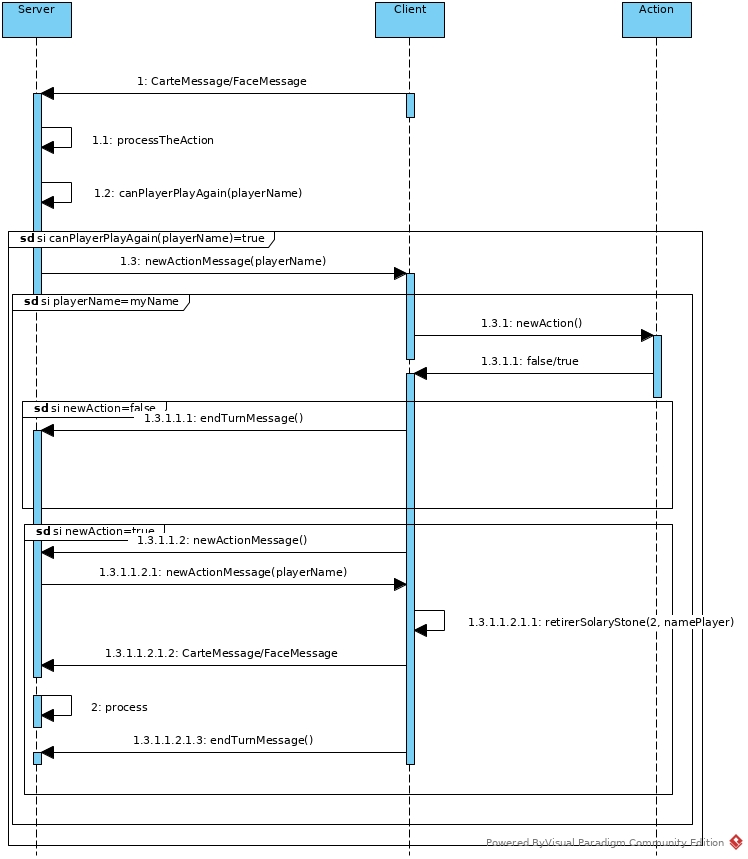 Server
Client
Action
1: CarteMessage/FaceMessage
1.1: processTheAction
1.2: canPlayerPlayAgain(playerName)
sd si canPlayerPlayAgain(playerName)=true
1.3: newActionMessage(playerName)
sd si playerName=myName
1.3.1: newAction()
1.3.1.1: false/true
sd si newAction=false
1.3.1.1.1: endTurnMessage()
sd si newAction=true
1.3.1.1.2: newActionMessage()
1.3.1.1.2.1: newActionMessage(playerName)
1.3.1.1.2.1.1: retirerSolaryStone(2, namePlayer)
1.3.1.1.2.1.2: CarteMessage/FaceMessage
2: process
1.3.1.1.2.1.3: endTurnMessage()
Powered ByVisual Paradigm Community Edition